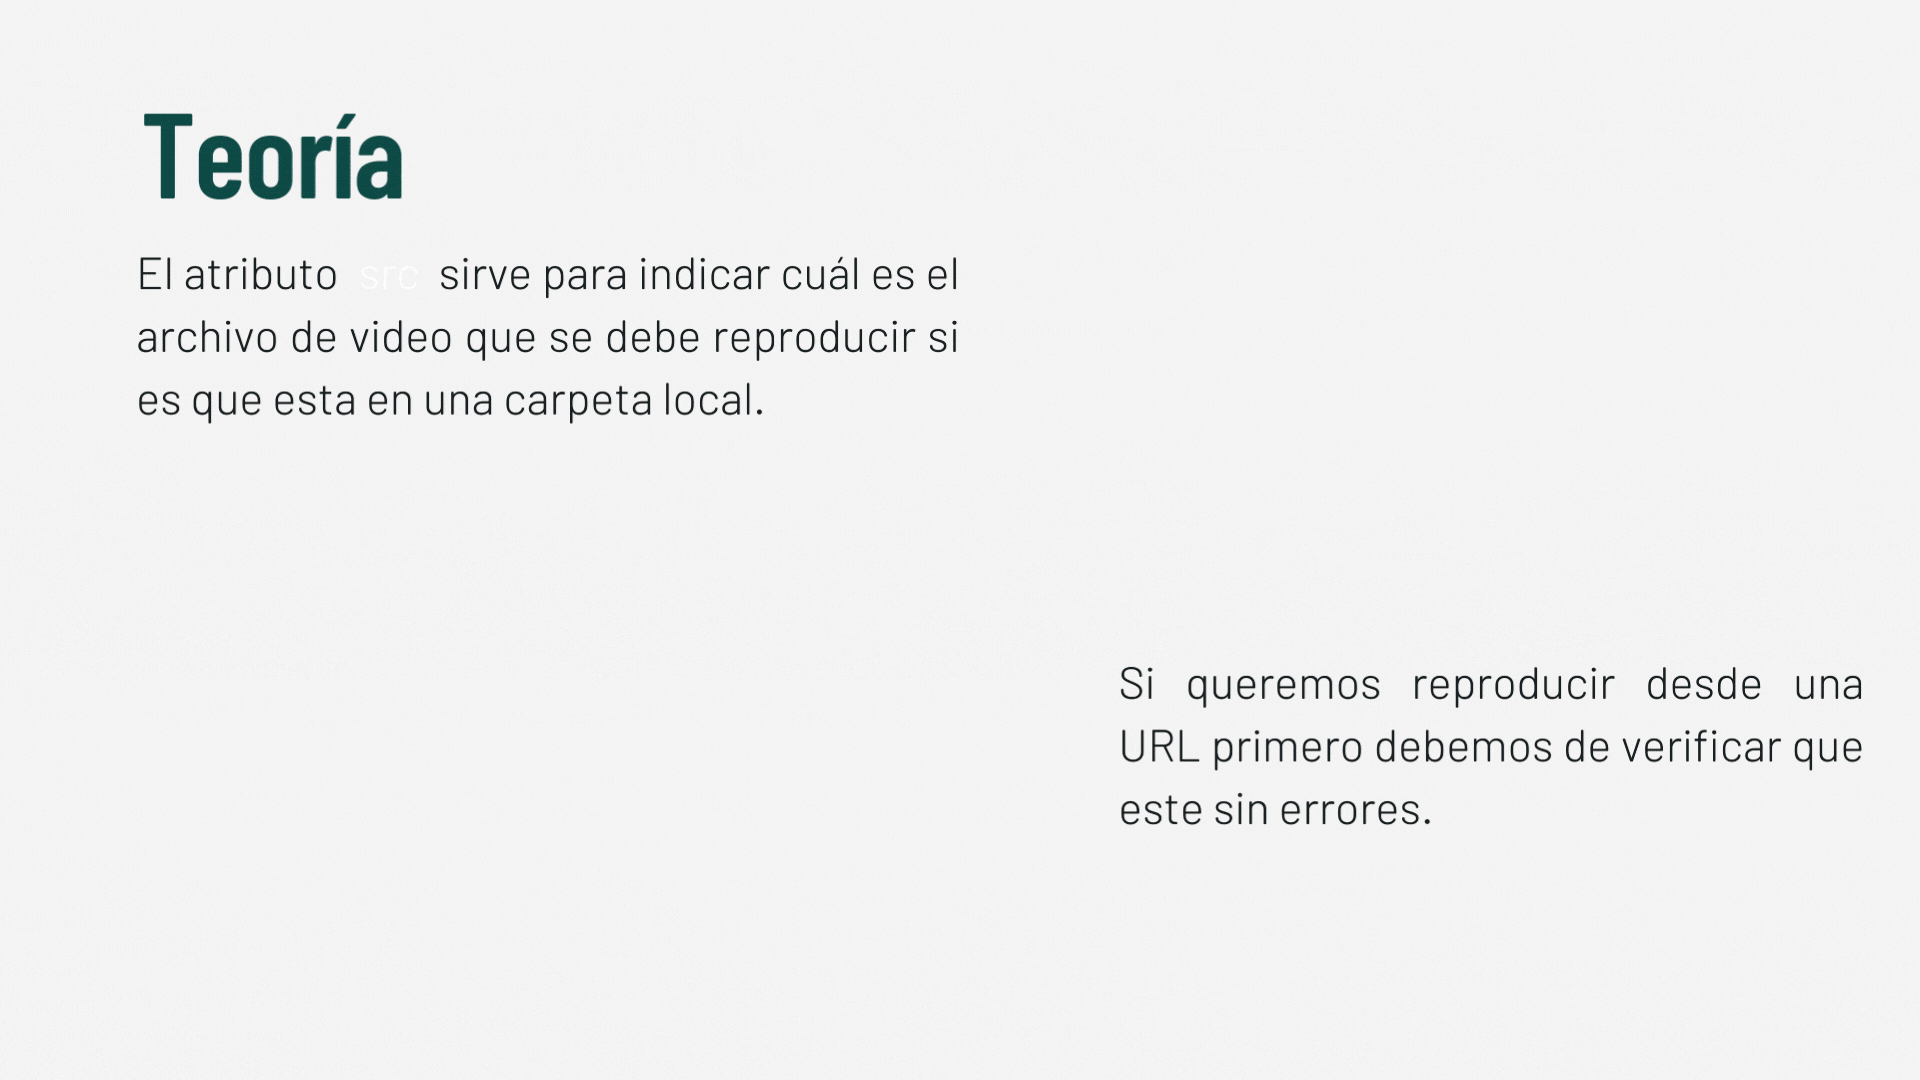 Teoría
El atributo src sirve para indicar cuál es el
archivo de video que se debe reproducir si
es que esta en una carpeta local.
Si queremos reproducir desde una
URL primero debemos de verificar que
este sin errores.